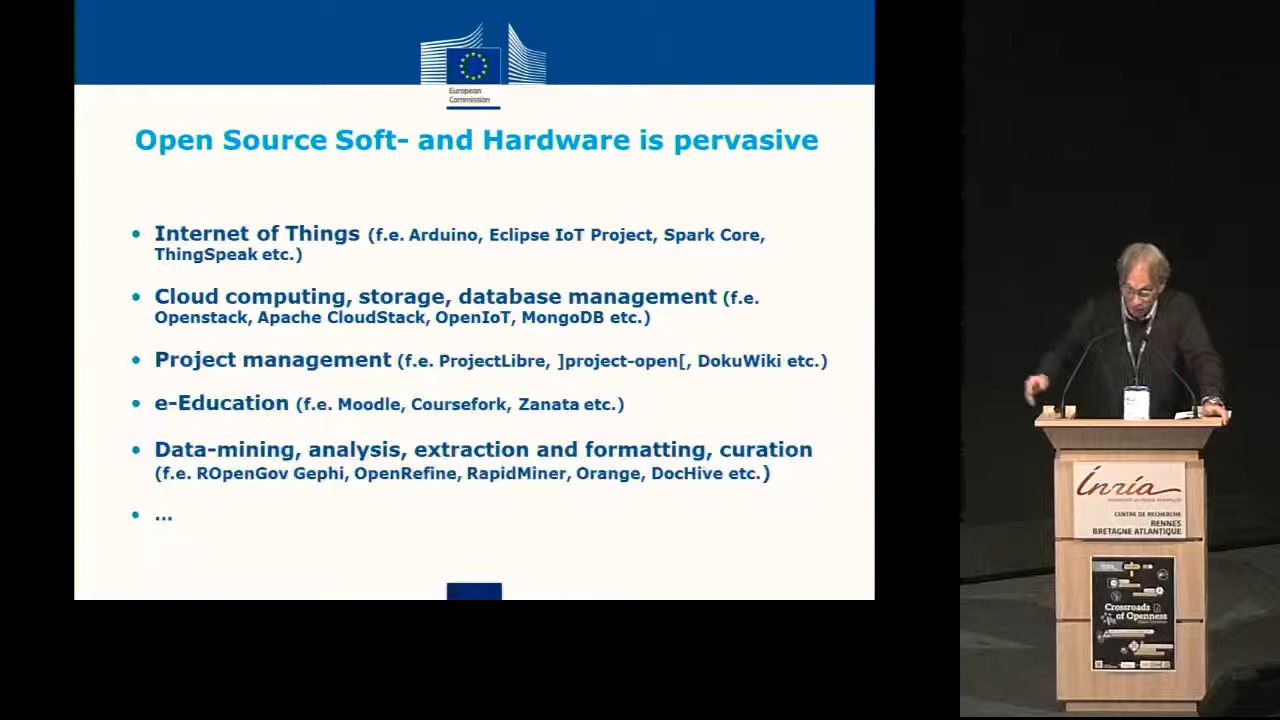 European
Commission
Open Source Soft- and Hardware is pervasive
• Internet of Things (f.e. Arduino, Eclipse IoT Project, Spark Core,
ThingSpeak etc.)
• Cloud computing, storage, database management (f.e.
Openstack, Apache CloudStack, OpenIoT, MongoDB etc.)
• Project management (f.e. ProjectLibre, ]project-open[, DokuWiki etc.)
• e-Education (f.e. Moodle, Coursefork, Zanata etc.)
• Data-mining, analysis, extraction and formatting, curation
(f.e. ROpenGov Gephi, OpenRefine, RapidMiner, Orange, DocHive etc.)
• ...
Inria
CENTRE DE RECHERCHE
RENNES
BRETAGNE ATLANTIQUE
Crossroads
of Openness